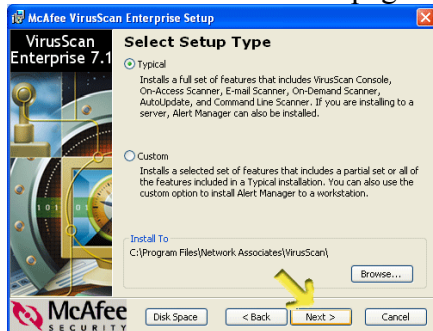 McAfee VirusScan Enterprise Setup
VirusScan
Enterprise 7.1
Select Setup Type
Typical
Installs a full set of features that includes VirusScan Console,
On-Access Scanner, E-mail Scanner, On-Demand Scanner,
AutoUpdate, and Command Line Scanner. If you are installing to a
server, Alert Manager can also be installed.
Custom
Installs a selected set of features that includes a partial set or all of
the features included in a Typical installation. You can also use the
custom option to install Alert Manager to a workstation.
Install To
C:\Program Files\Network Associates\VirusScan\
Browse...
McAfee
SECURITY
Disk Space
< Back
Next >
Cancel